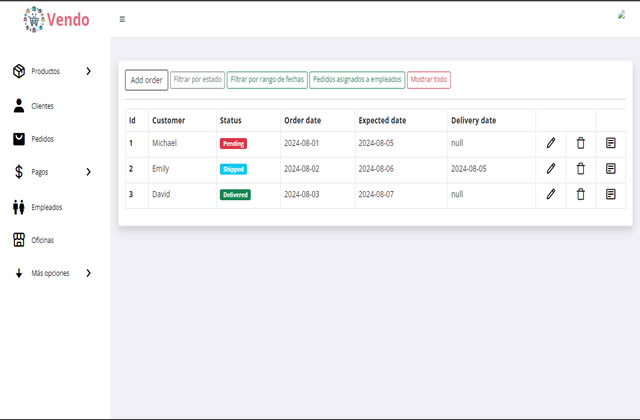 Vendo
Productos
Clientes
Pedidos
Pagos
Empleados
Oficinas
Más opciones
Add order Filtrar por estado Filtrar por rango de fechas Pedidos asignados a empleados Mostrar todo
Id Customer Status Order date Expected date Delivery date
1 Michael Pending 2024-08-01 2024-08-05 null
2 Emily Shipped 2024-08-02 2024-08-06 2024-08-05
3 David Delivered 2024-08-03 2024-08-07 null